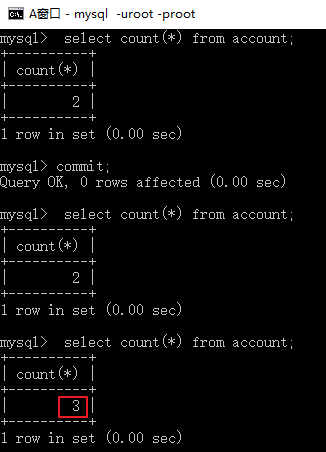 A窗口 - mysql  -uroot -proot
mysql>  select count(*) from account;
+----------+
| count(*) |
+----------+
|        2 |
+----------+
1 row in set (0.00 sec)
mysql> commit;
Query OK, 0 rows affected (0.00 sec)
mysql>  select count(*) from account;
+----------+
| count(*) |
+----------+
|        2 |
+----------+
1 row in set (0.00 sec)
mysql>  select count(*) from account;
+----------+
| count(*) |
+----------+
|        3 |
+----------+
1 row in set (0.00 sec)